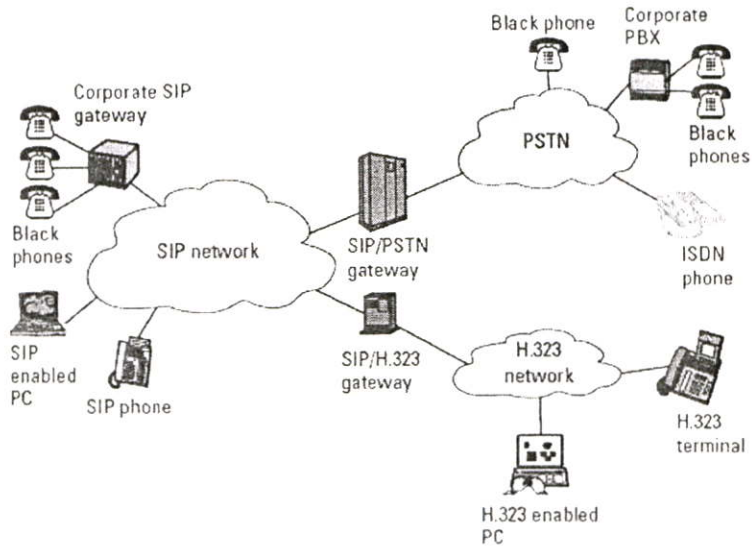 Black phone
Corporate
PBX
Corporate SIP
gateway
PSTN
Black
phones
SIP network
SIP/PSTN
gateway
ISDN
phone
Black
phones
SIP
enabled
PC
SIP phone
SIP/H.323
gateway
H.323
network
H.323
terminal
H.323 enabled
PC